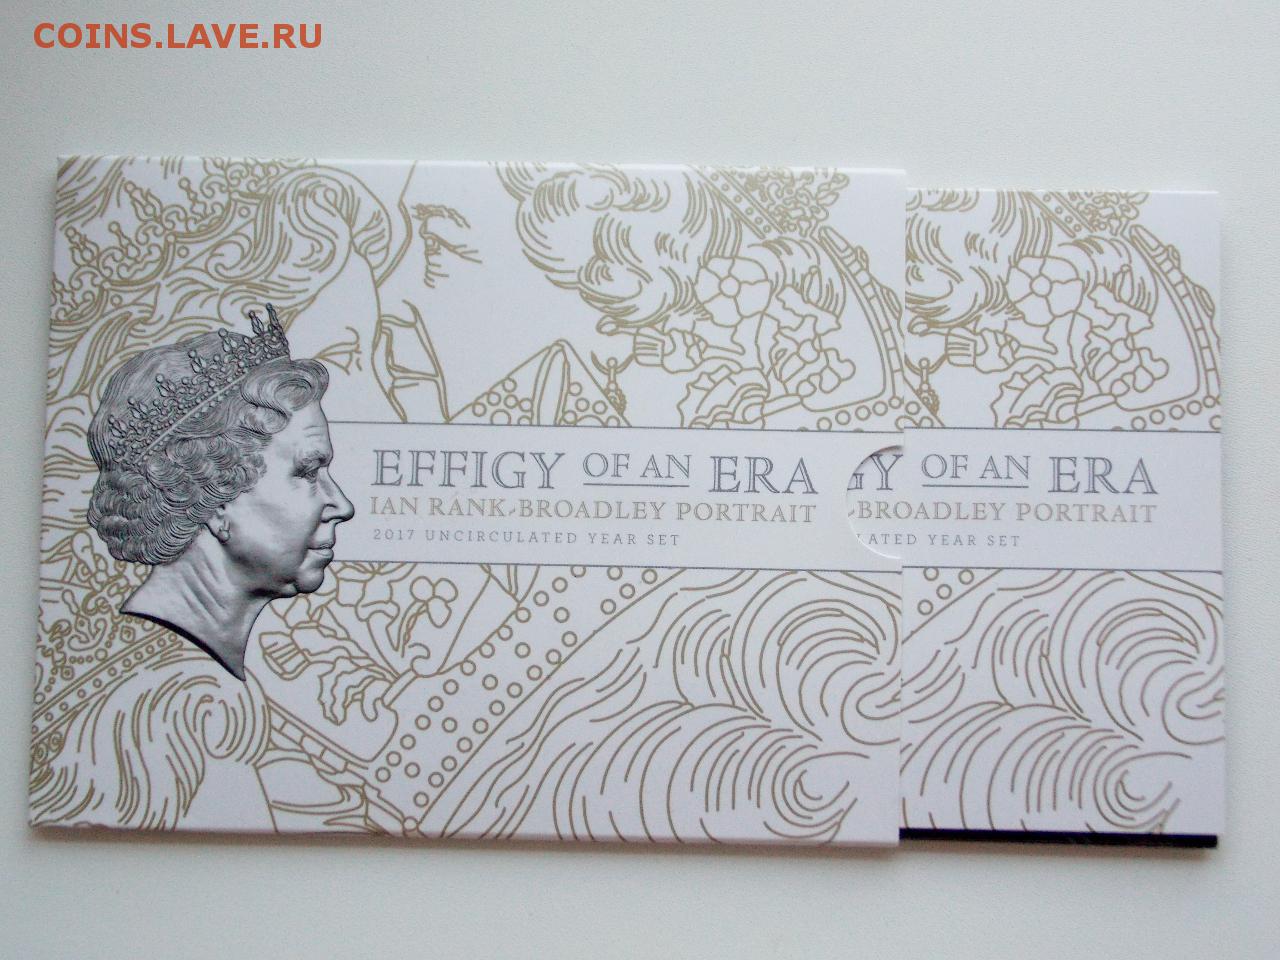 COINS.LAVE.RU
EFFIGY OF AN ERA
IAN RANK-BROADLEY PORTRAIT
2017 UNCIRCULATED YEAR SET
GY OF AN ERA
-BROADLEY PORTRAIT
LATED YEAR SET